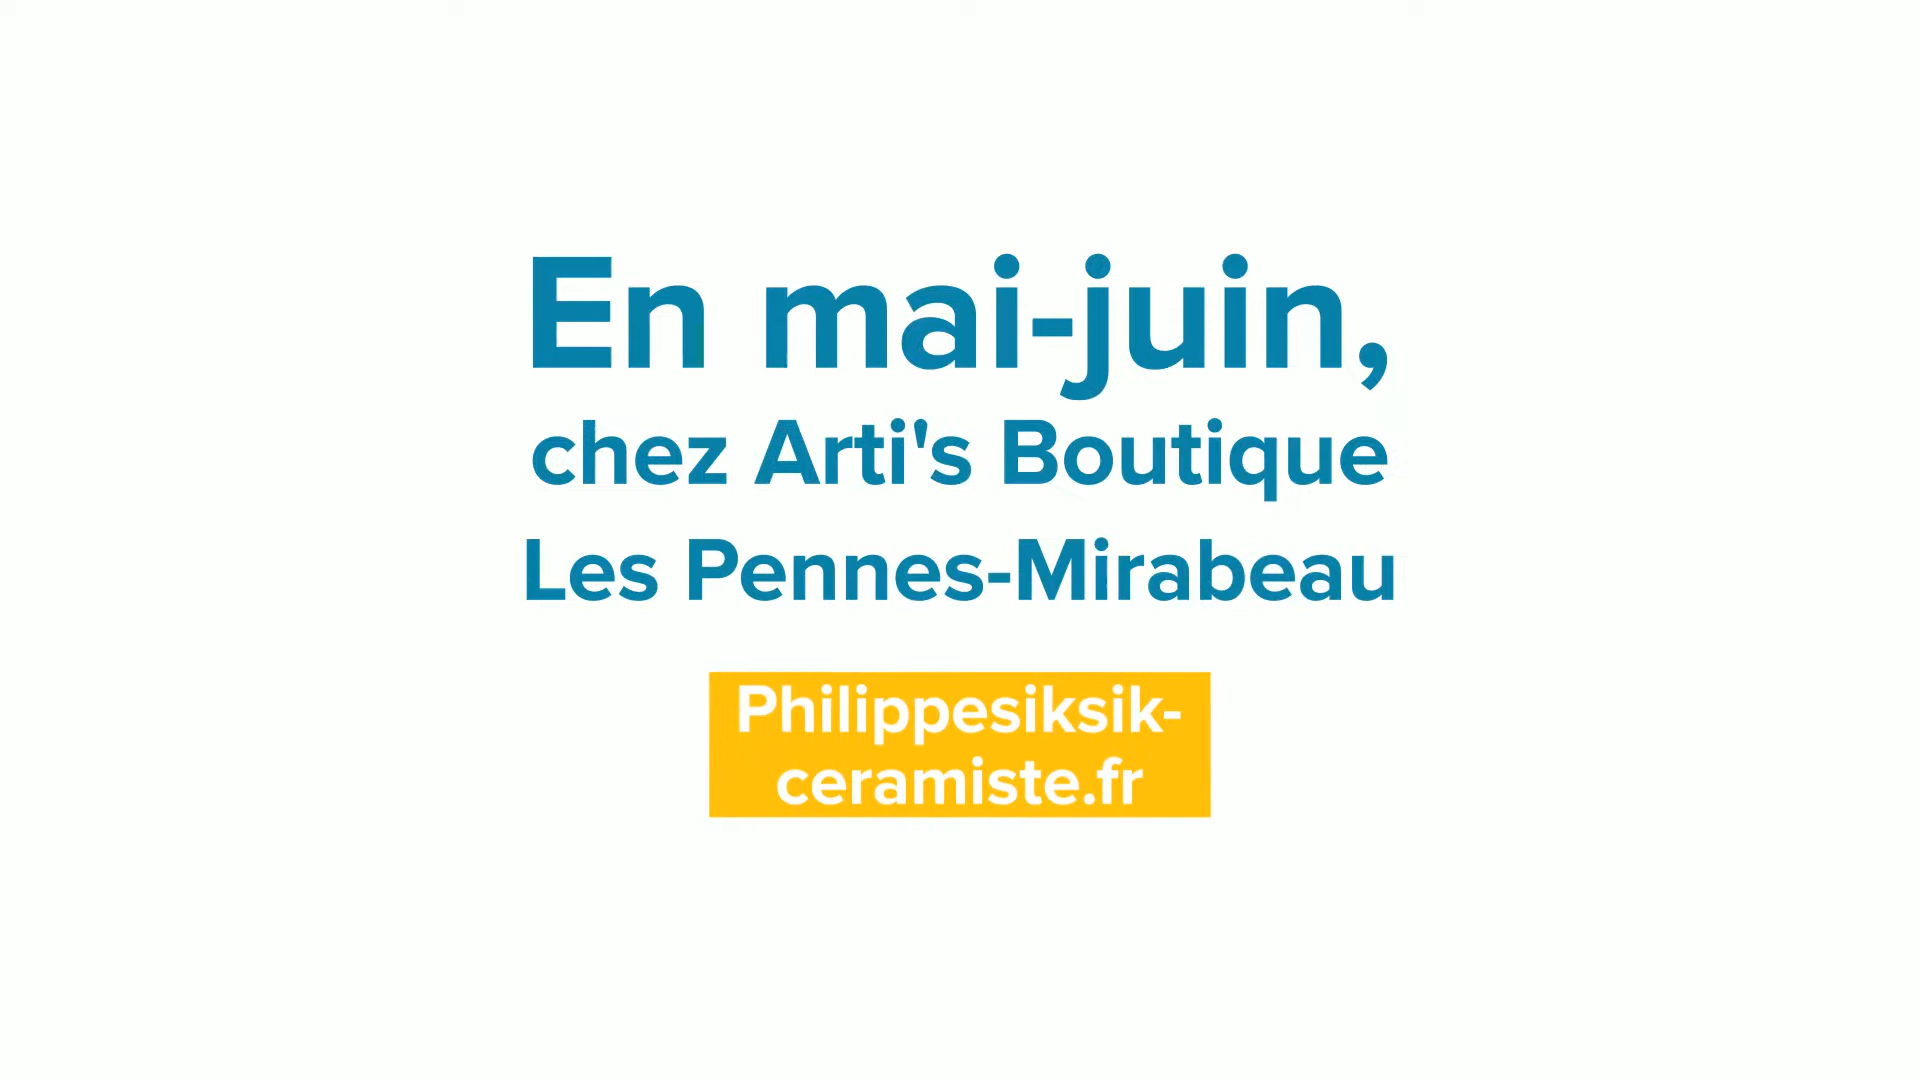 En mai-juin,
chez Arti's Boutique
Les Pennes-Mirabeau
Philippesiksik-
ceramiste.fr